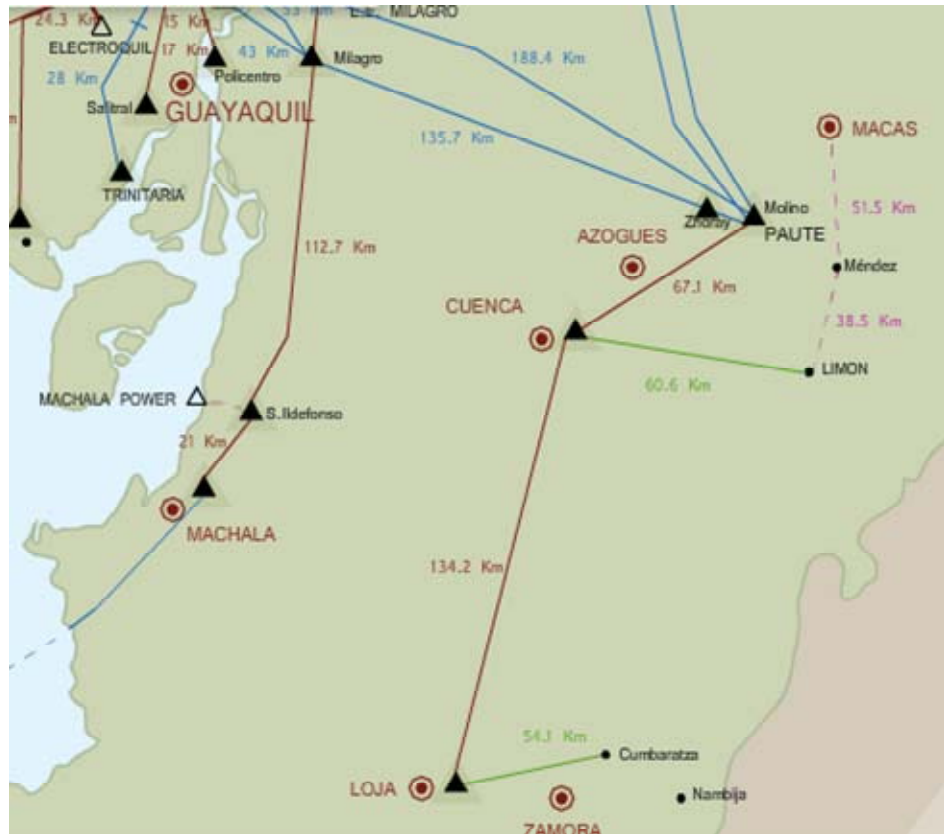 24.3 Km
15 Km
53 Km
E.E. MILAGRO
ELECTROQUIL
17 Km
43 Km
Milagro
188.4
Policentro
28 Km
Salitral
GUAYAQUIL
135.7 Km
MACAS
TRINITARIA
Molino
51.5 Km
Zhoray
PAUTE
AZOGUES
112.7 Km
Méndez
67.1 Km
CUENCA
38.5 Km
LIMON
60.6 Km
MACHALA POWER
S.Ildefonso
21 Km
MACHALA
134.2 Km
54.1 Km
Cumbaratza
LOJA
Nambija
ZAMORA